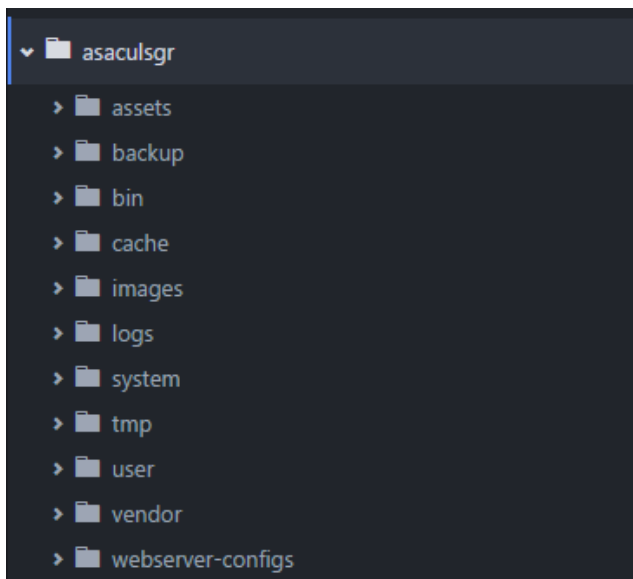 asaculsgr
assets
backup
bin
cache
images
logs
system
tmp
user
vendor
webserver-configs